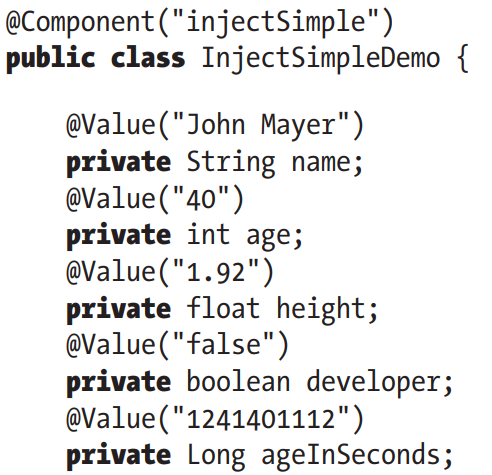 @Component("injectSimple")
public class InjectSimpleDemo {
@Value("John Mayer")
private String name;
@Value("40")
private int age;
@Value("1.92")
private float height;
@Value("false")
private boolean developer;
@Value("1241401112")
private Long ageInSeconds;